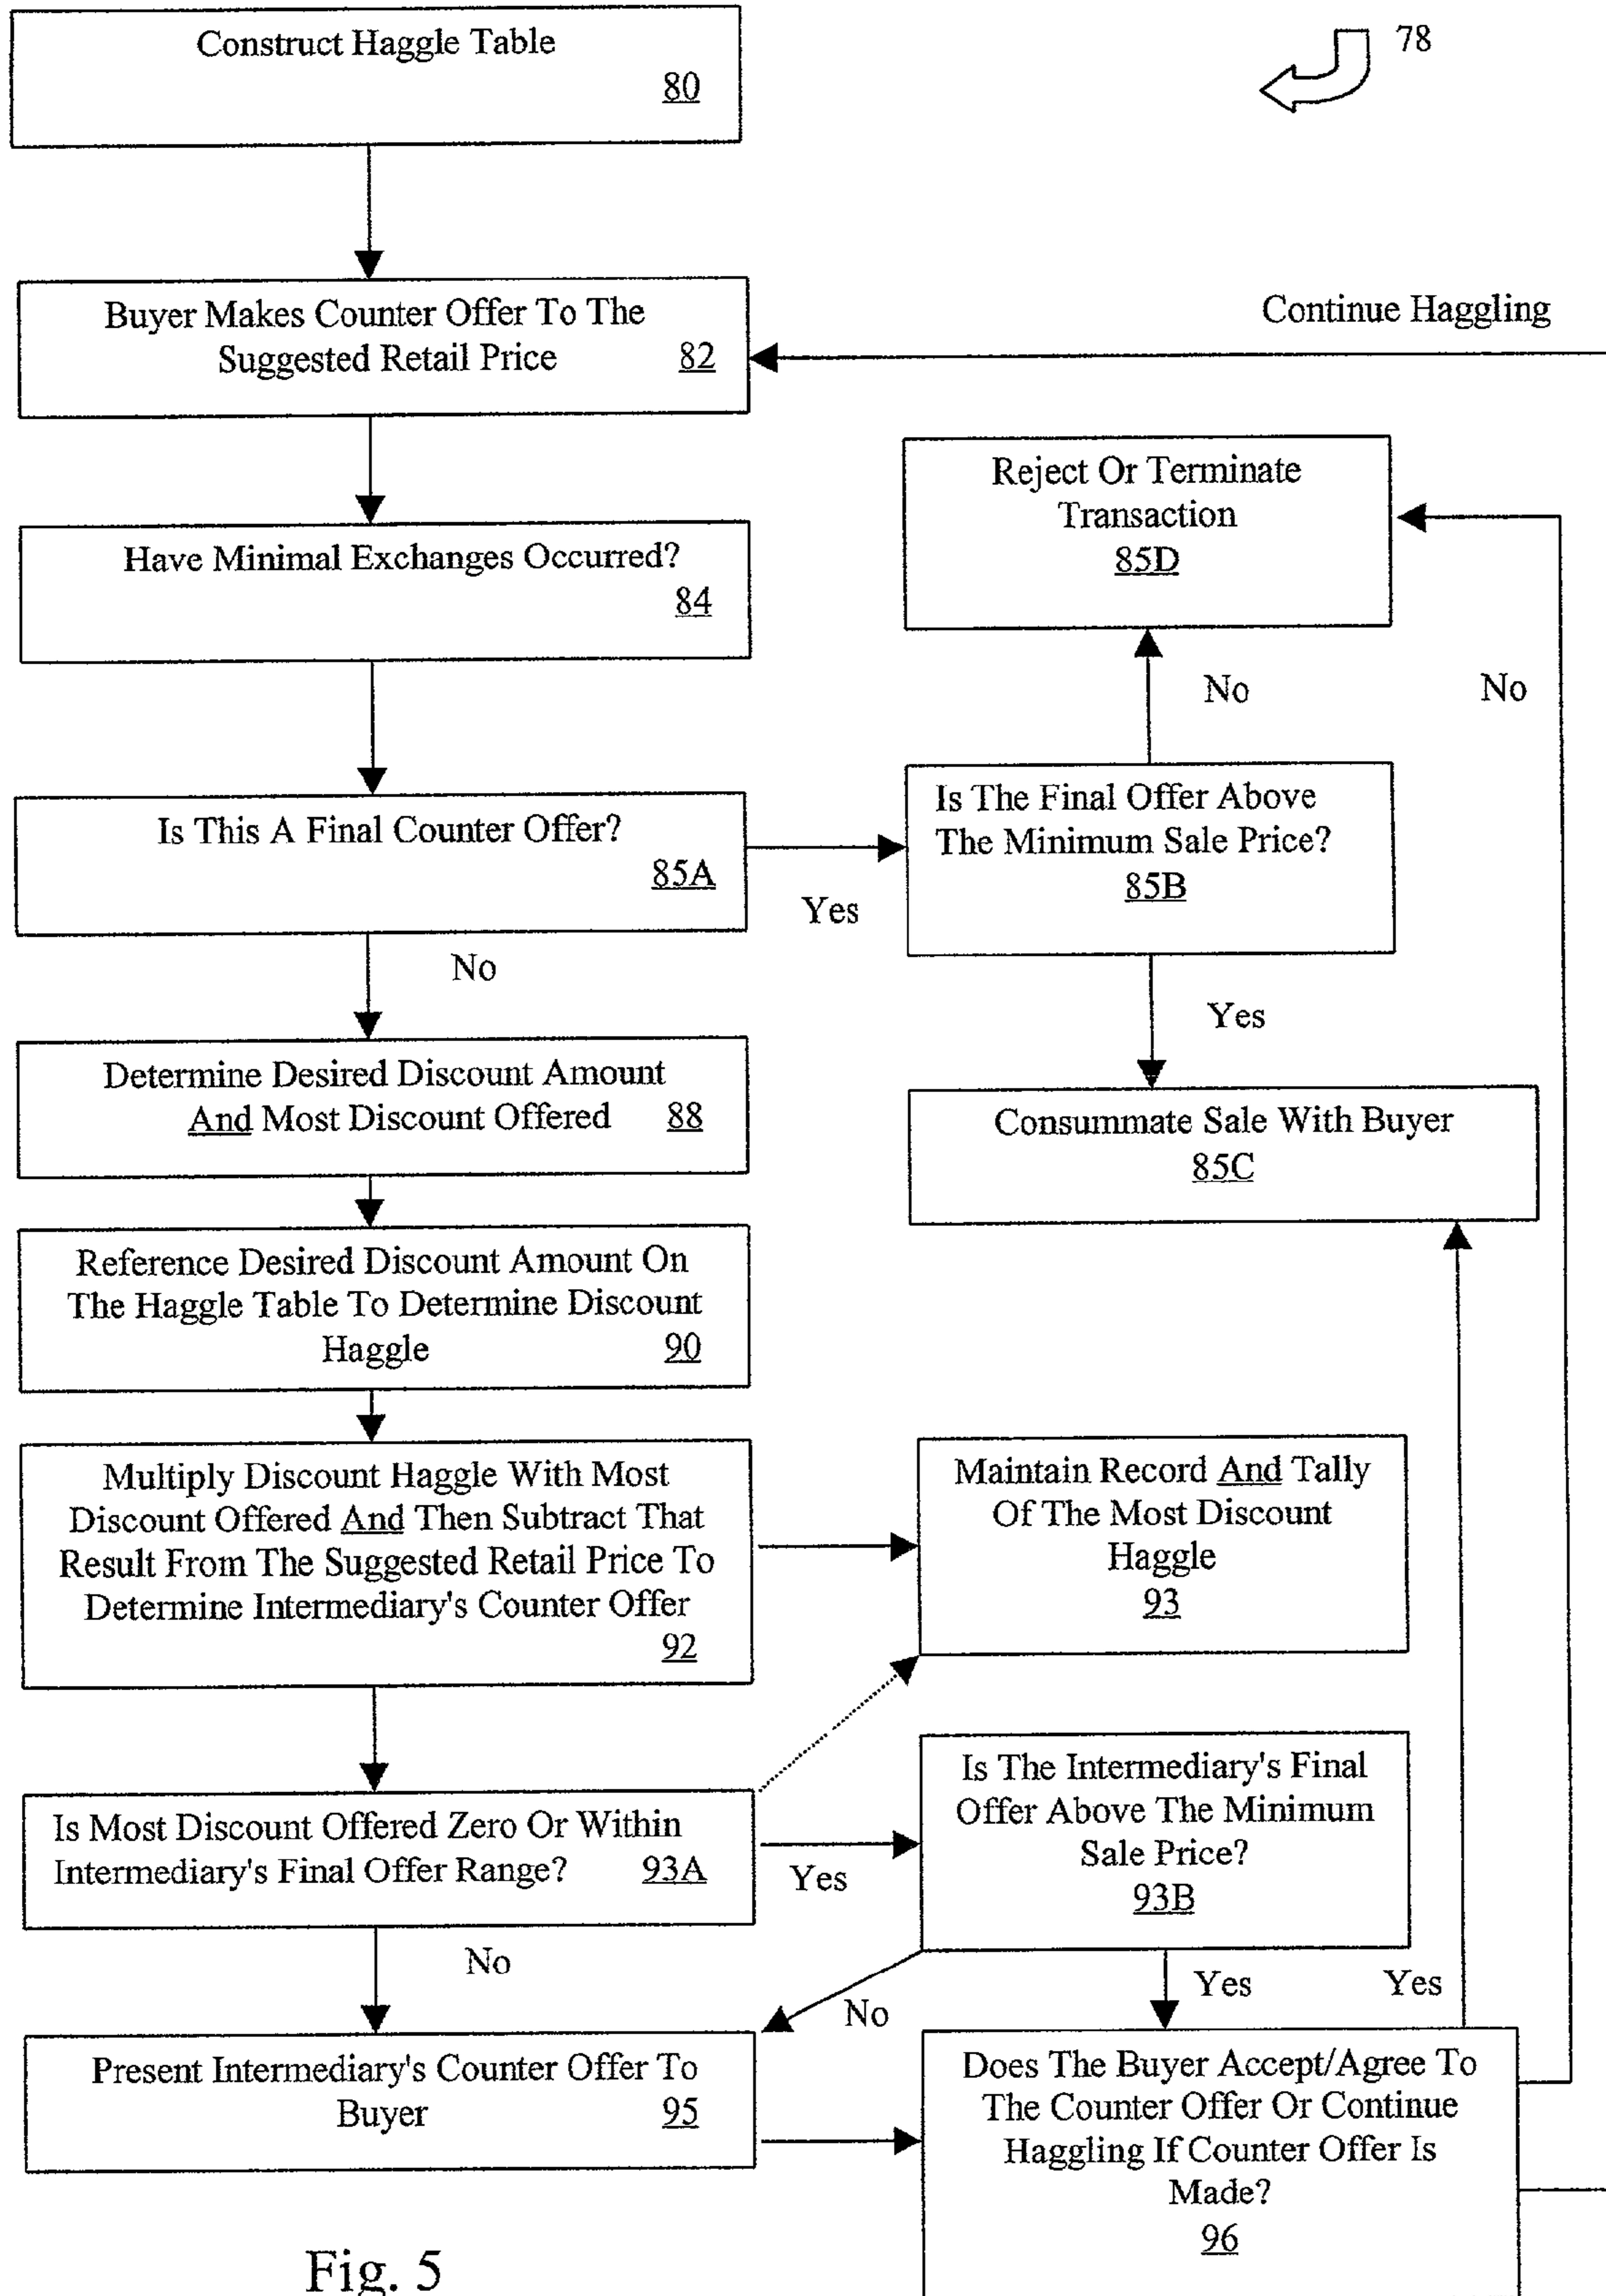 Construct Haggle Table
80
78
Buyer Makes Counter Offer To The
Suggested Retail Price 82
Continue Haggling
Have Minimal Exchanges Occurred?
84
Reject Or Terminate
Transaction
85D
No
No
Is This A Final Counter Offer?
85A
Yes
Is The Final Offer Above
The Minimum Sale Price?
85B
No
Yes
Determine Desired Discount Amount
And Most Discount Offered 88
Consummate Sale With Buyer
85C
Reference Desired Discount Amount On
The Haggle Table To Determine Discount
Haggle 90
Multiply Discount Haggle With Most
Discount Offered And Then Subtract That
Result From The Suggested Retail Price To
Determine Intermediary's Counter Offer
92
Maintain Record And Tally
Of The Most Discount
Haggle
93
Is Most Discount Offered Zero Or Within
Intermediary's Final Offer Range? 93A
Yes
Is The Intermediary's Final
Offer Above The Minimum
Sale Price?
93B
No
No
Yes
Yes
Present Intermediary's Counter Offer To
Buyer 95
Does The Buyer Accept/Agree To
The Counter Offer Or Continue
Haggling If Counter Offer Is
Made?
96
Fig. 5